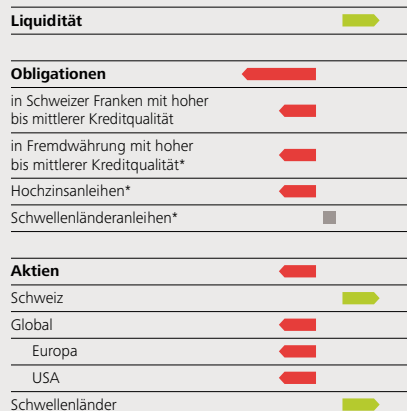 Liquidität
Obligationen
in Schweizer Franken mit hoher
bis mittlerer Kreditqualität
in Fremdwährung mit hoher
bis mittlerer Kreditqualität*
Hochzinsanleihen*
Schwellenländeranleihen*
Aktien
Schweiz
Global
Europa
USA
Schwellenländer